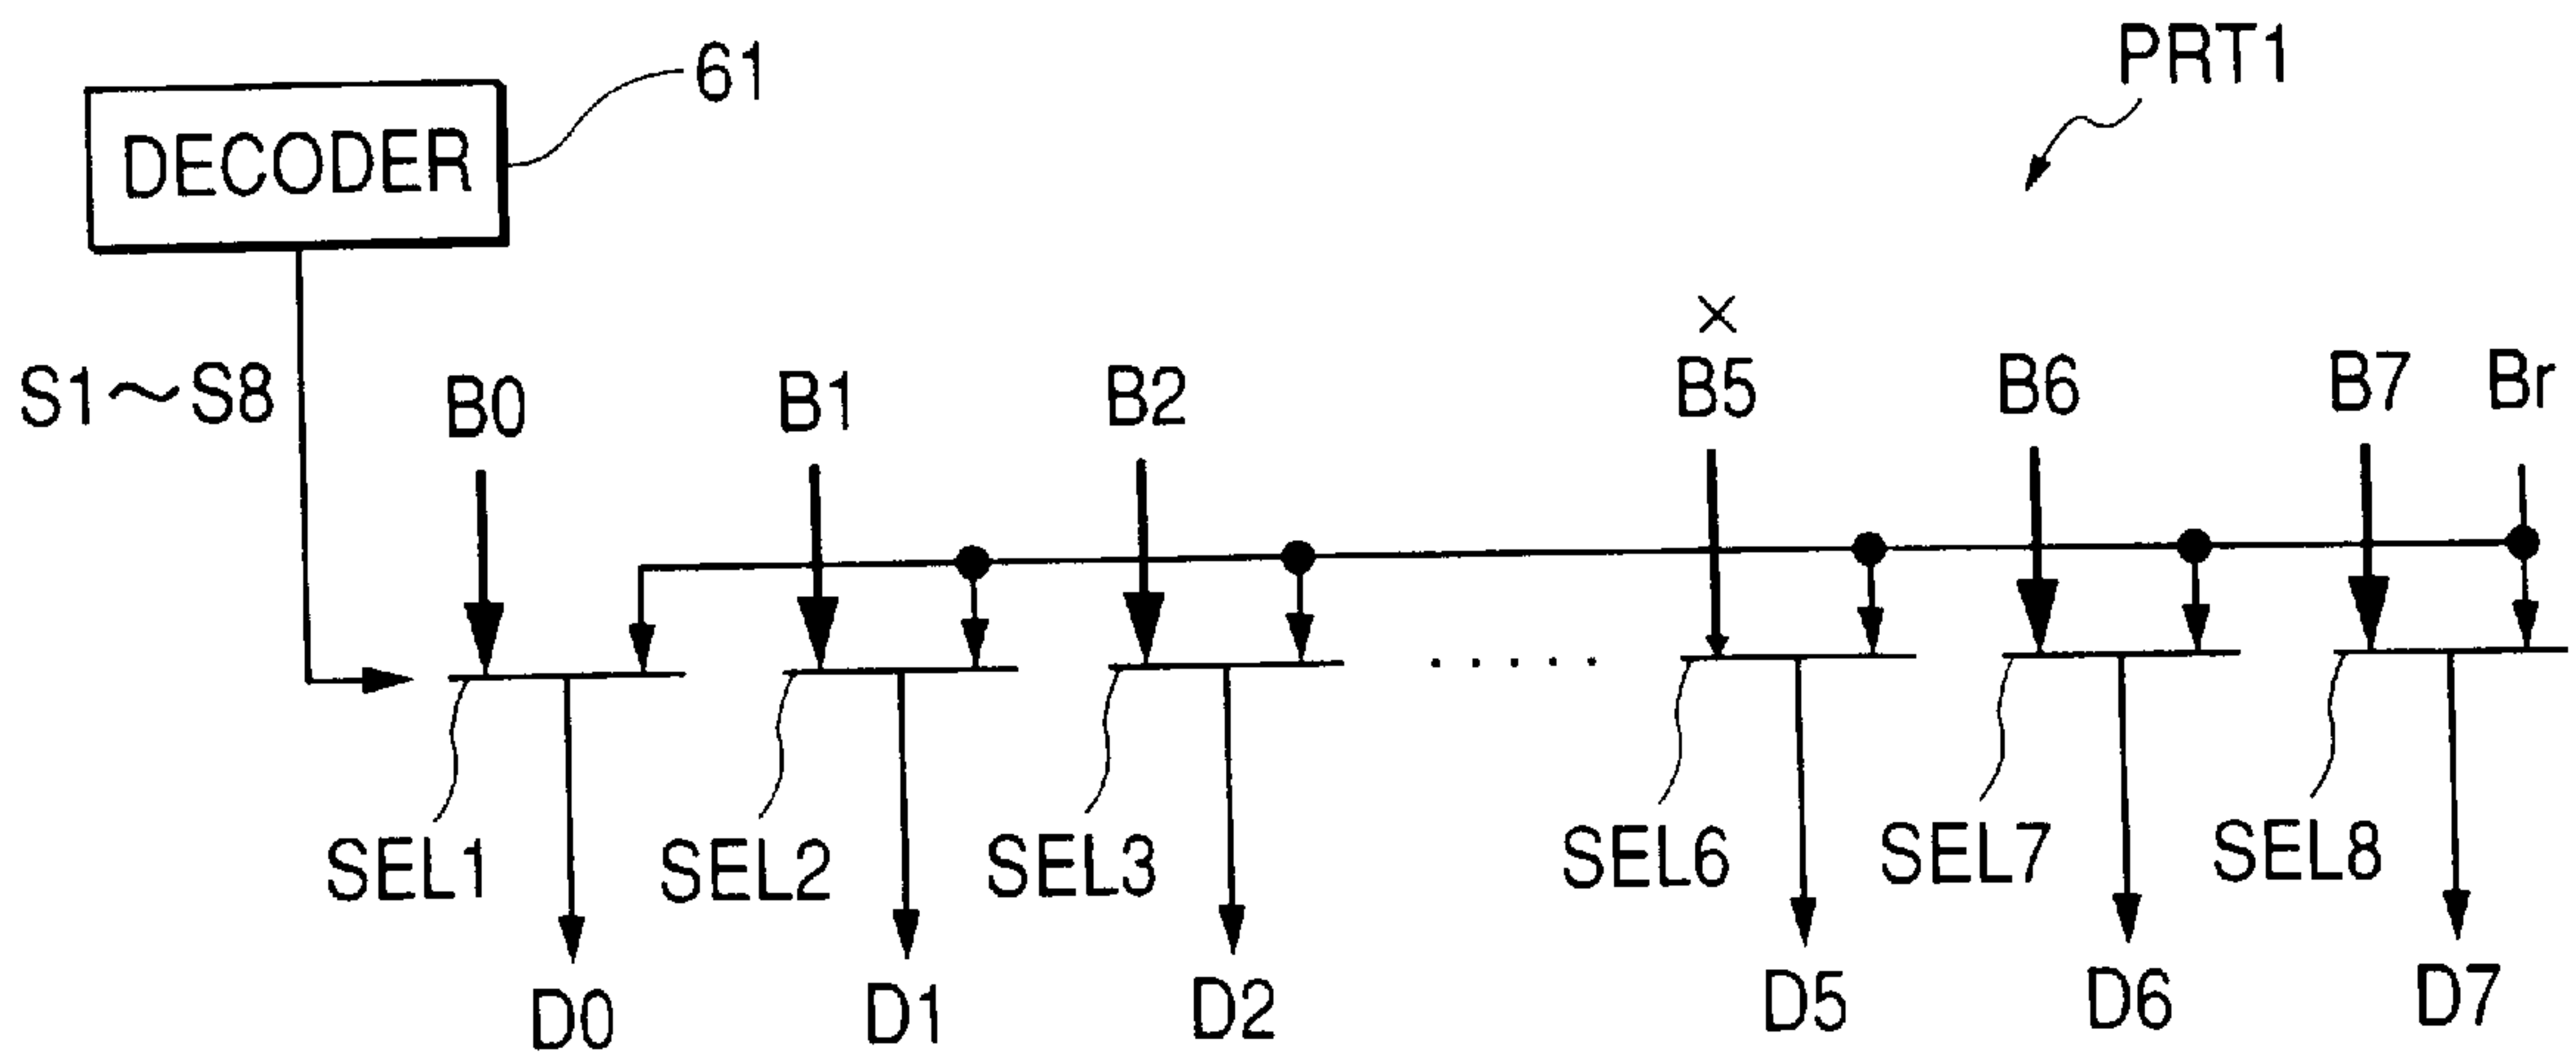 PRT1
61
DECODER
×
S1~S8 B0 B1 B2 B5 B6 B7 Br
SEL1 SEL2 SEL3 SEL6 SEL7 SEL8
D0 D1 D2 D5 D6 D7